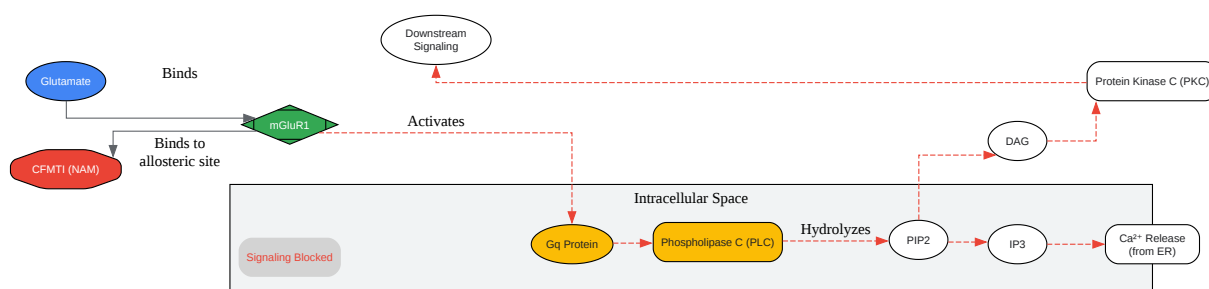 Downstream
Signaling
Glutamate
Binds
Protein Kinase C (PKC)
mGluR1
Activates
Binds to
allosteric site
DAG
CFMTI (NAM)
Intracellular Space
Gq Protein
Phospholipase C (PLC)
Hydrolyzes
PIP2
IP3
Ca²⁺ Release
(from ER)
Signaling Blocked